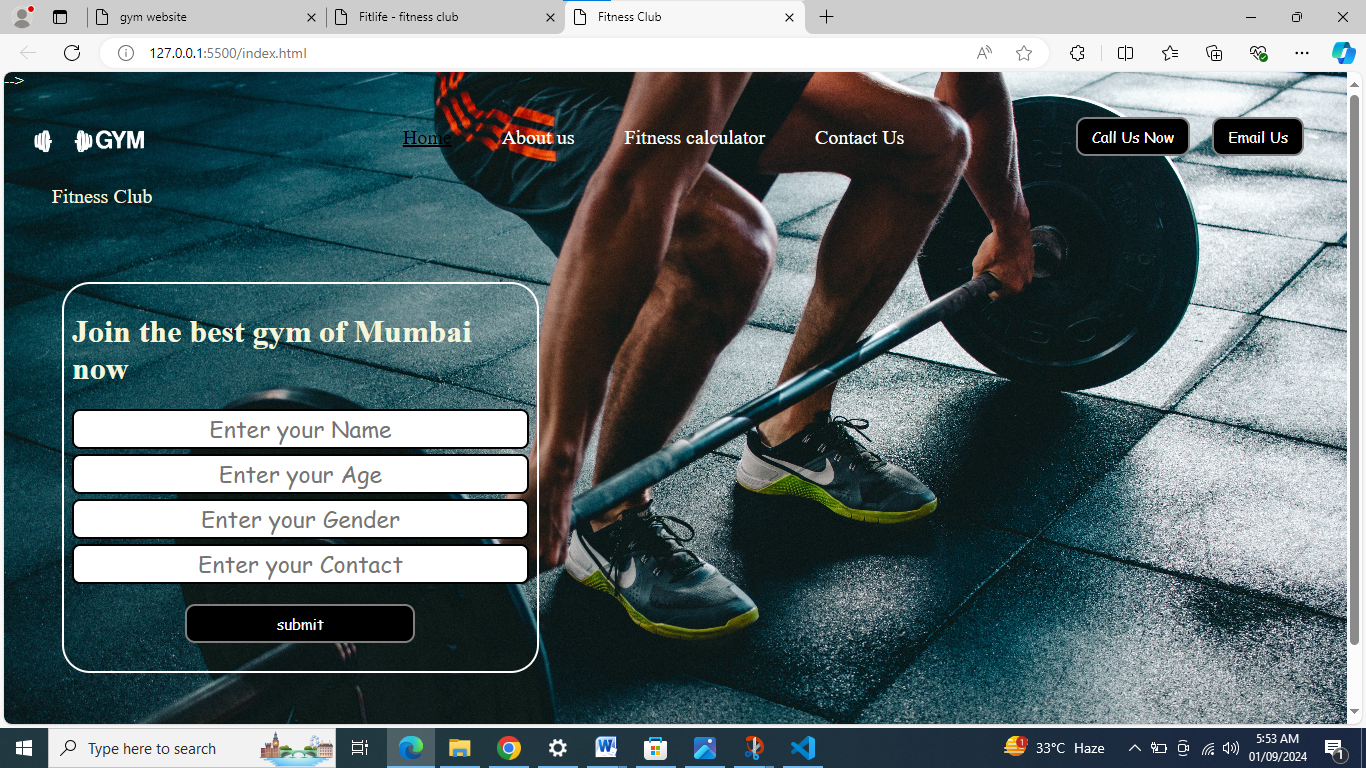 gym website
Fitlife - fitness club
Fitness Club
127.0.0.1:5500/index.html
-->
GYM
Home
About us
Fitness calculator
Contact Us
Call Us Now
Email Us
Fitness Club
Join the best gym of Mumbai
now
Enter your Name
Enter your Age
Enter your Gender
Enter your Contact
submit
Type here to search
1
33°C Haze
5:53 AM
01/09/2024
1